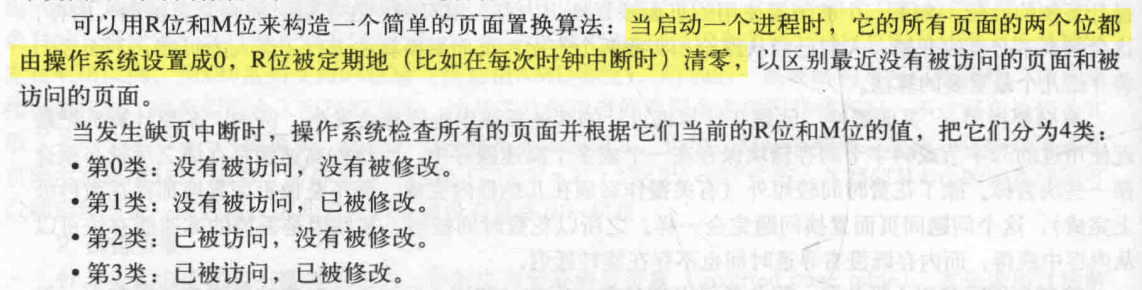 可以用R位和M位来构造一个简单的页面置换算法：当启动一个进程时，它的所有页面的两个位都
由操作系统设置成0，R位被定期地（比如在每次时钟中断时）清零，以区别最近没有被访问的页面和被
访问的页面。
当发生缺页中断时，操作系统检查所有的页面并根据它们当前的R位和M位的值，把它们分为4类：
• 第0类：没有被访问，没有被修改。
• 第1类：没有被访问，已被修改。
• 第2类：已被访问，没有被修改。
• 第3类：已被访问，已被修改。